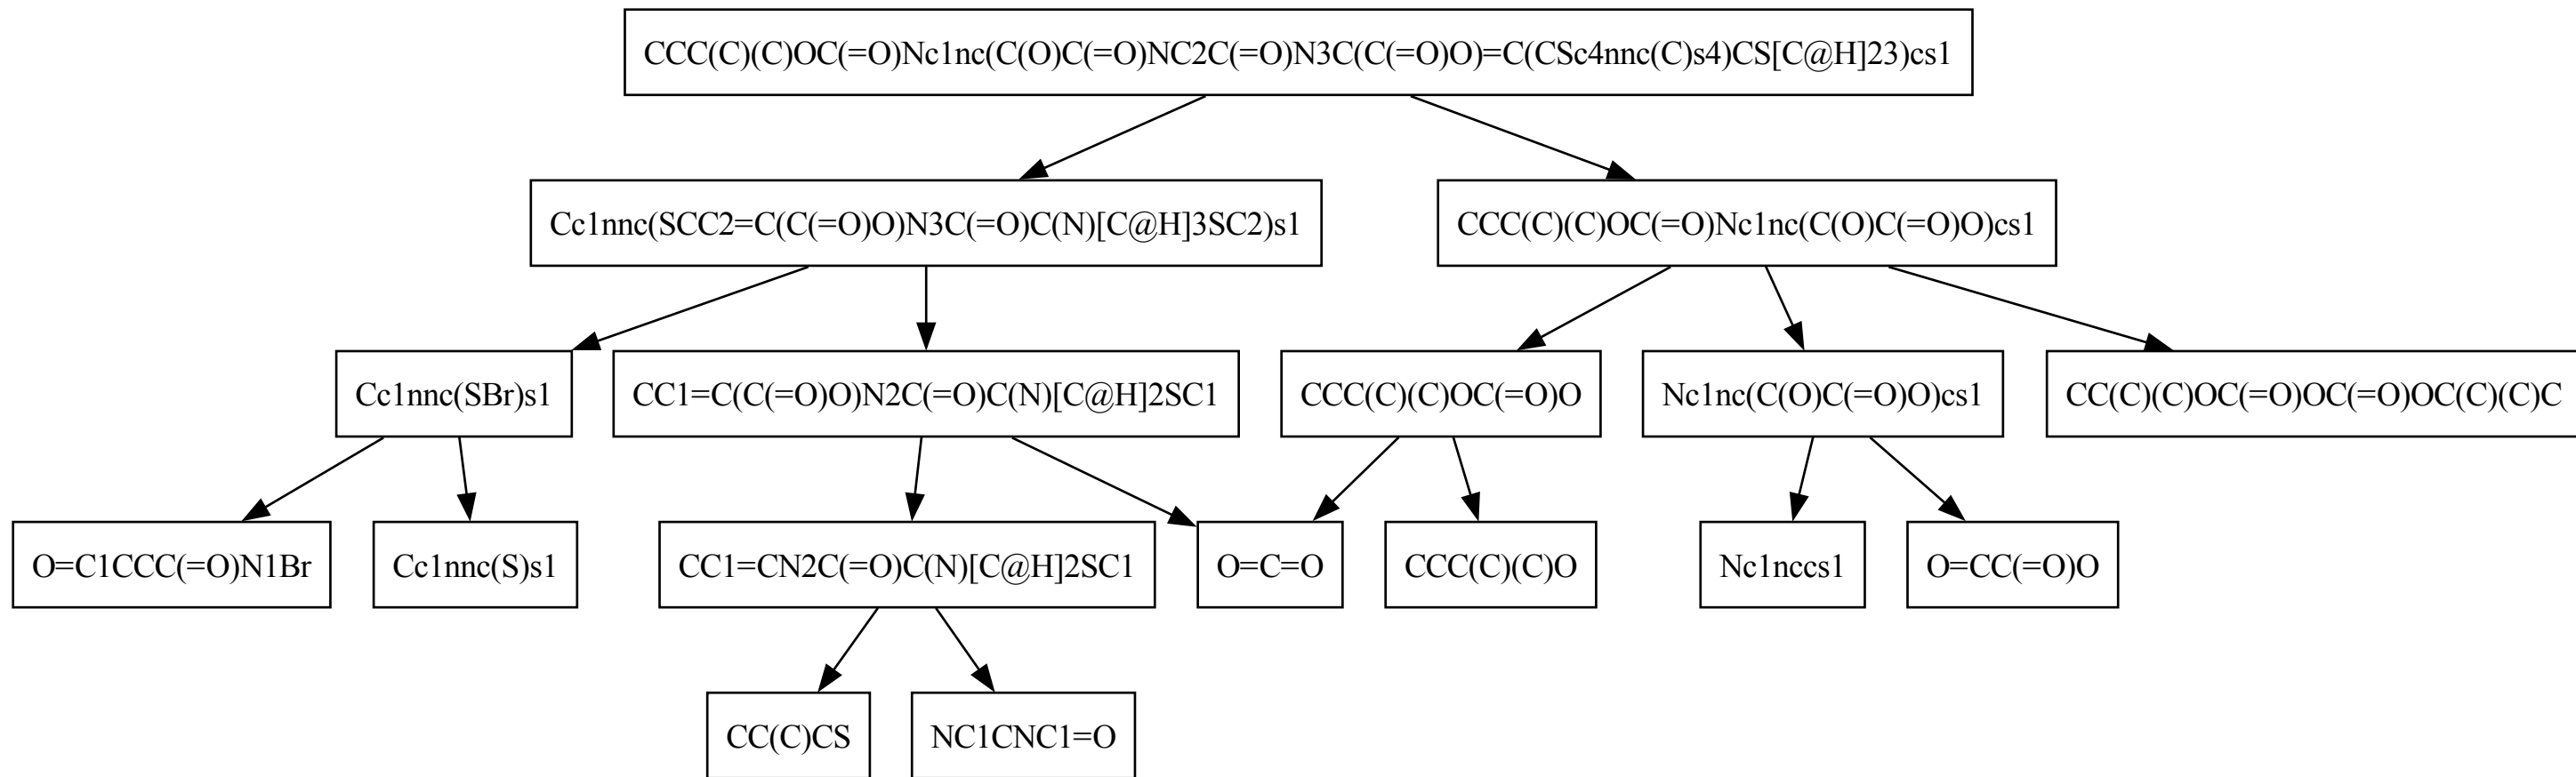 CCC(C)(C)OC(=O)Nc1nc(C(O)C(=O)NC2C(=O)N3C(C(=O)O)=C(CSc4nnc(C)s4)CS[C@H]23)cs1
Cc1nnc(SCC2=C(C(=O)O)N3C(=O)C(N)[C@H]3SC2)s1
CCC(C)(C)OC(=O)Nc1nc(C(O)C(=O)O)cs1
Cc1nnc(SBr)s1
CC1=C(C(=O)O)N2C(=O)C(N)[C@H]2SC1
CCC(C)(C)OC(=O)O
Nc1nc(C(O)C(=O)O)cs1
CC(C)(C)OC(=O)OC(=O)OC(C)(C)C
O=C1CCC(=O)N1Br
Cc1nnc(S)s1
CC1=CN2C(=O)C(N)[C@H]2SC1
O=C=O
CCC(C)(C)O
Nc1nccs1
O=CC(=O)O
CC(C)CS
NC1CNC1=O